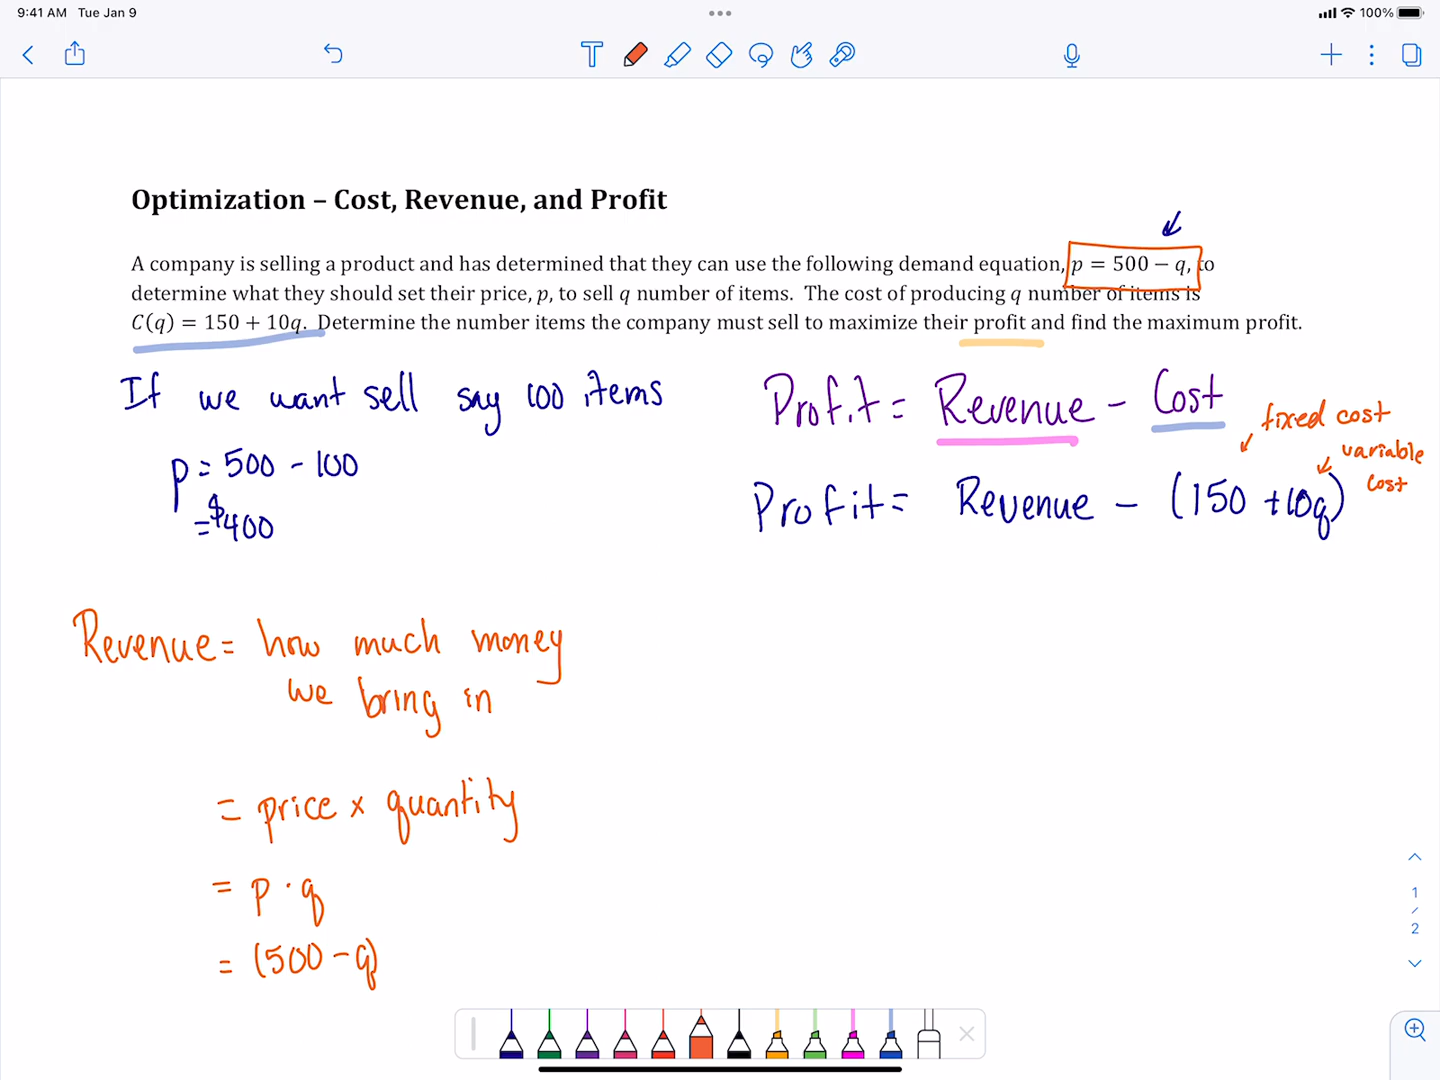 9:41 AM Tue Jan 9
100%
Optimization – Cost, Revenue, and Profit
A company is selling a product and has determined that they can use the following demand equation, p = 500 − q, to
determine what they should set their price, p, to sell q number of items. The cost of producing q number of items is
C(q) = 150 + 10q. Determine the number items the company must sell to maximize their profit and find the maximum profit.
If we want sell say 100 items
p = 500 - 100
= $400
Profit = Revenue - Cost
fixed cost
variable
cost
Profit = Revenue - (150 + 10q)
Revenue = how much money
we bring in
= price x quantity
= p · q
= (500 - q)
1
/
2